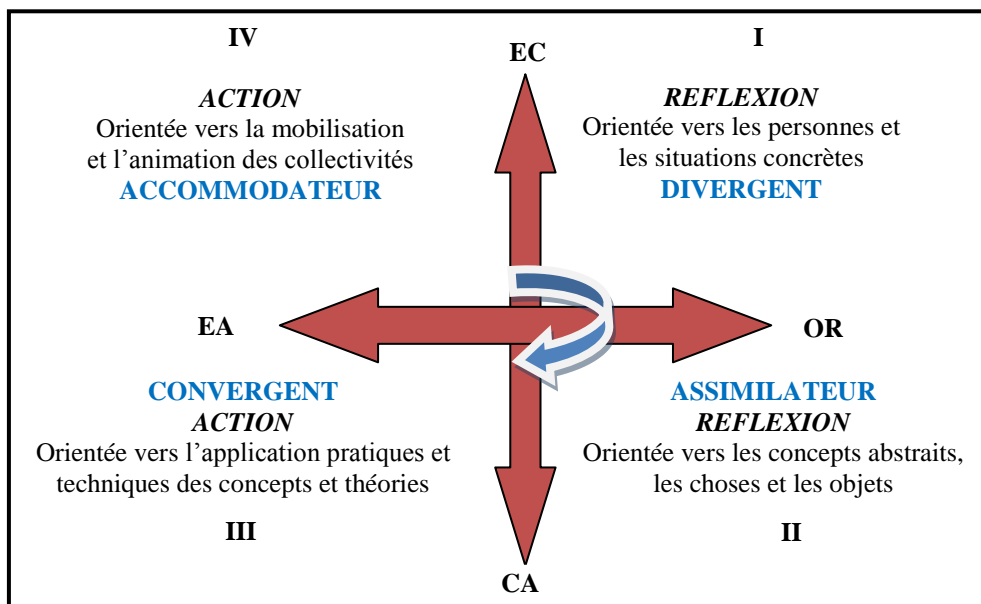 IV
ACTION
Orientée vers la mobilisation
et l’animation des collectivités
ACCOMMODATEUR
EC
I
REFLEXION
Orientée vers les personnes et
les situations concrètes
DIVERGENT
EA
OR
CONVERGENT
ACTION
Orientée vers l’application pratiques et
techniques des concepts et théories
III
ASSIMILATEUR
REFLEXION
Orientée vers les concepts abstraits,
les choses et les objets
II
CA